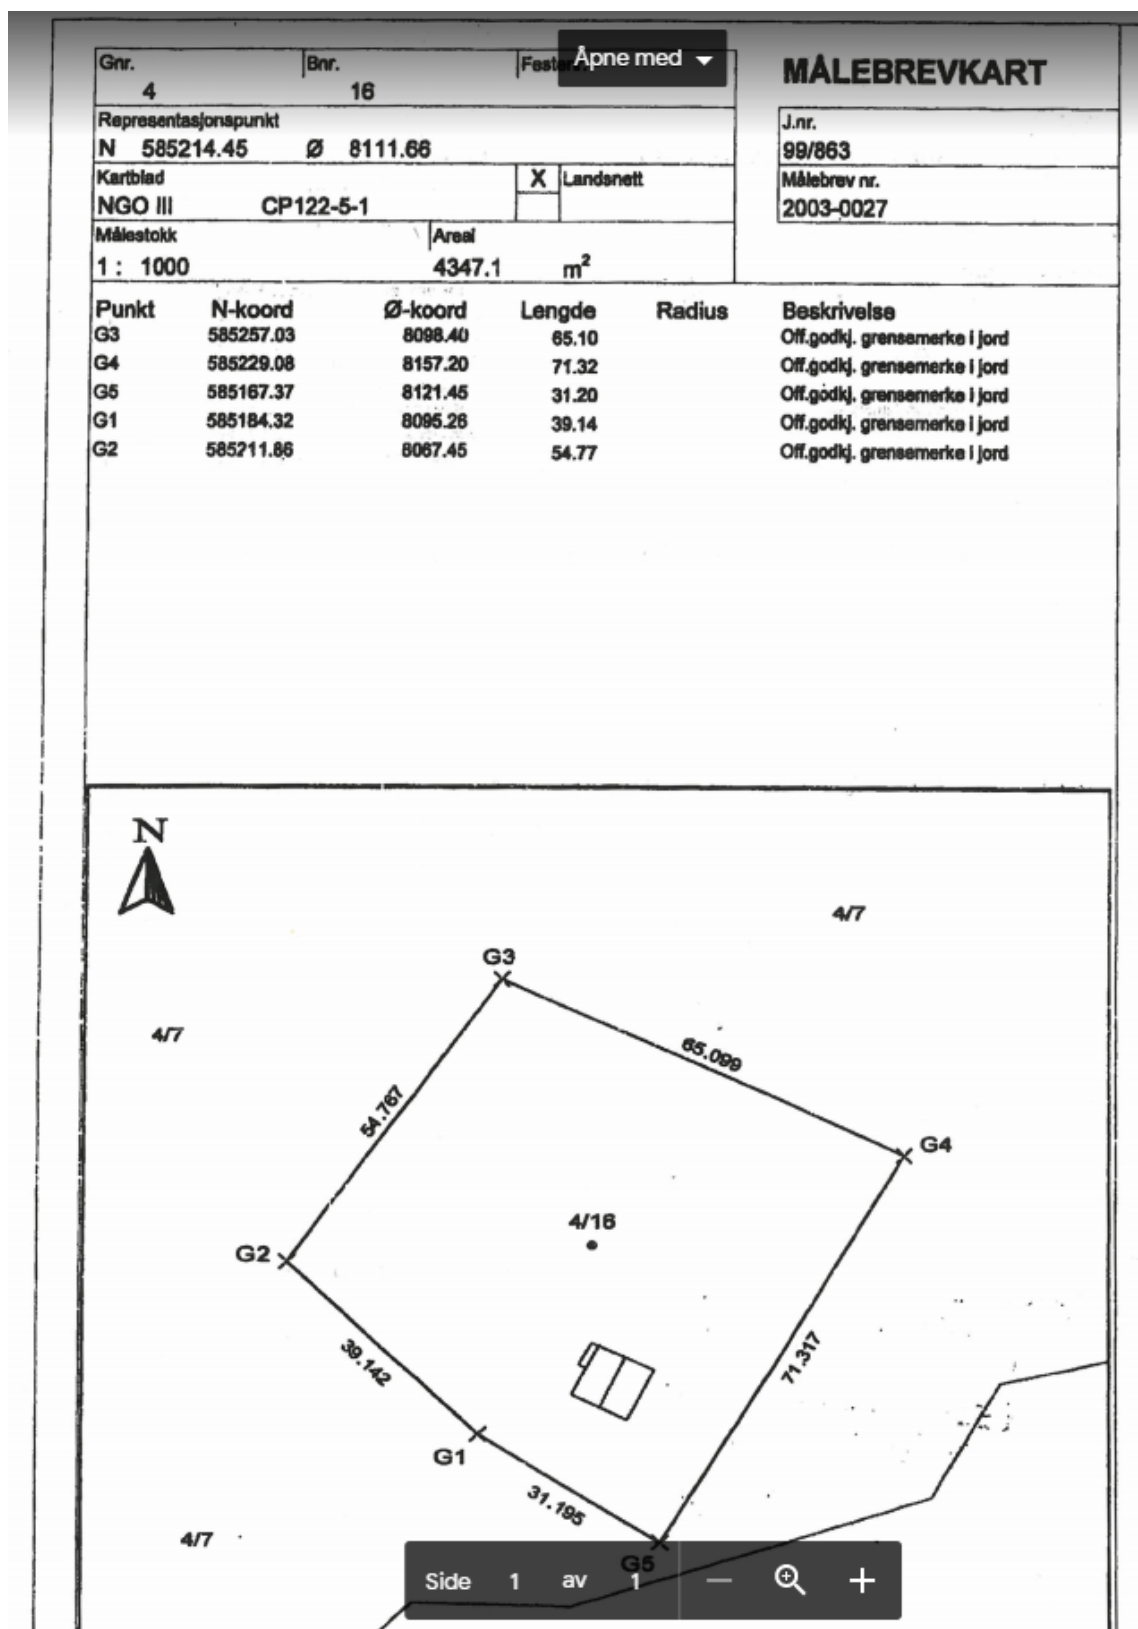 Gnr. Bnr. Feste Åpne med
4 16
MÅLEBREVKART
Representasjonspunkt
N 585214.45 Ø 8111.66
J.nr.
99/863
Kartblad X Landsnett
NGO III CP122-5-1
Målebrev nr.
2003-0027
Målestokk Areal
1 : 1000 4347.1 m²
Punkt N-koord Ø-koord Lengde Radius Beskrivelse
G3 585257.03 8098.40 65.10 Off.godkj. grensemerke i jord
G4 585229.08 8157.20 71.32 Off.godkj. grensemerke i jord
G5 585167.37 8121.45 31.20 Off.godkj. grensemerke i jord
G1 585184.32 8095.26 39.14 Off.godkj. grensemerke i jord
G2 585211.86 8067.45 54.77 Off.godkj. grensemerke i jord
N
4/7
G3
4/7
65.099
54.767
G4
4/16
G2
39.142
71.317
G1
31.195
4/7
G5
Side 1 av 1